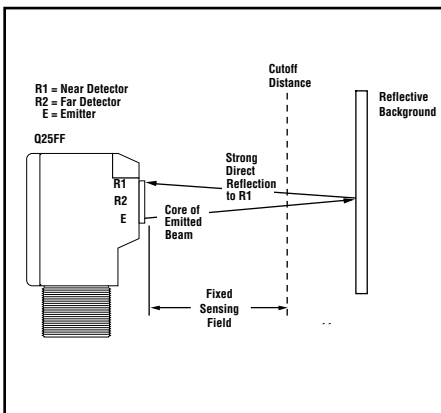 R1 = Near Detector
R2 = Far Detector
E = Emitter
Q25FF
R1
R2
E
Cutoff
Distance
Reflective
Background
Strong
Direct
Reflection
to R1
Core of
Emitted
Beam
Fixed
Sensing
Field